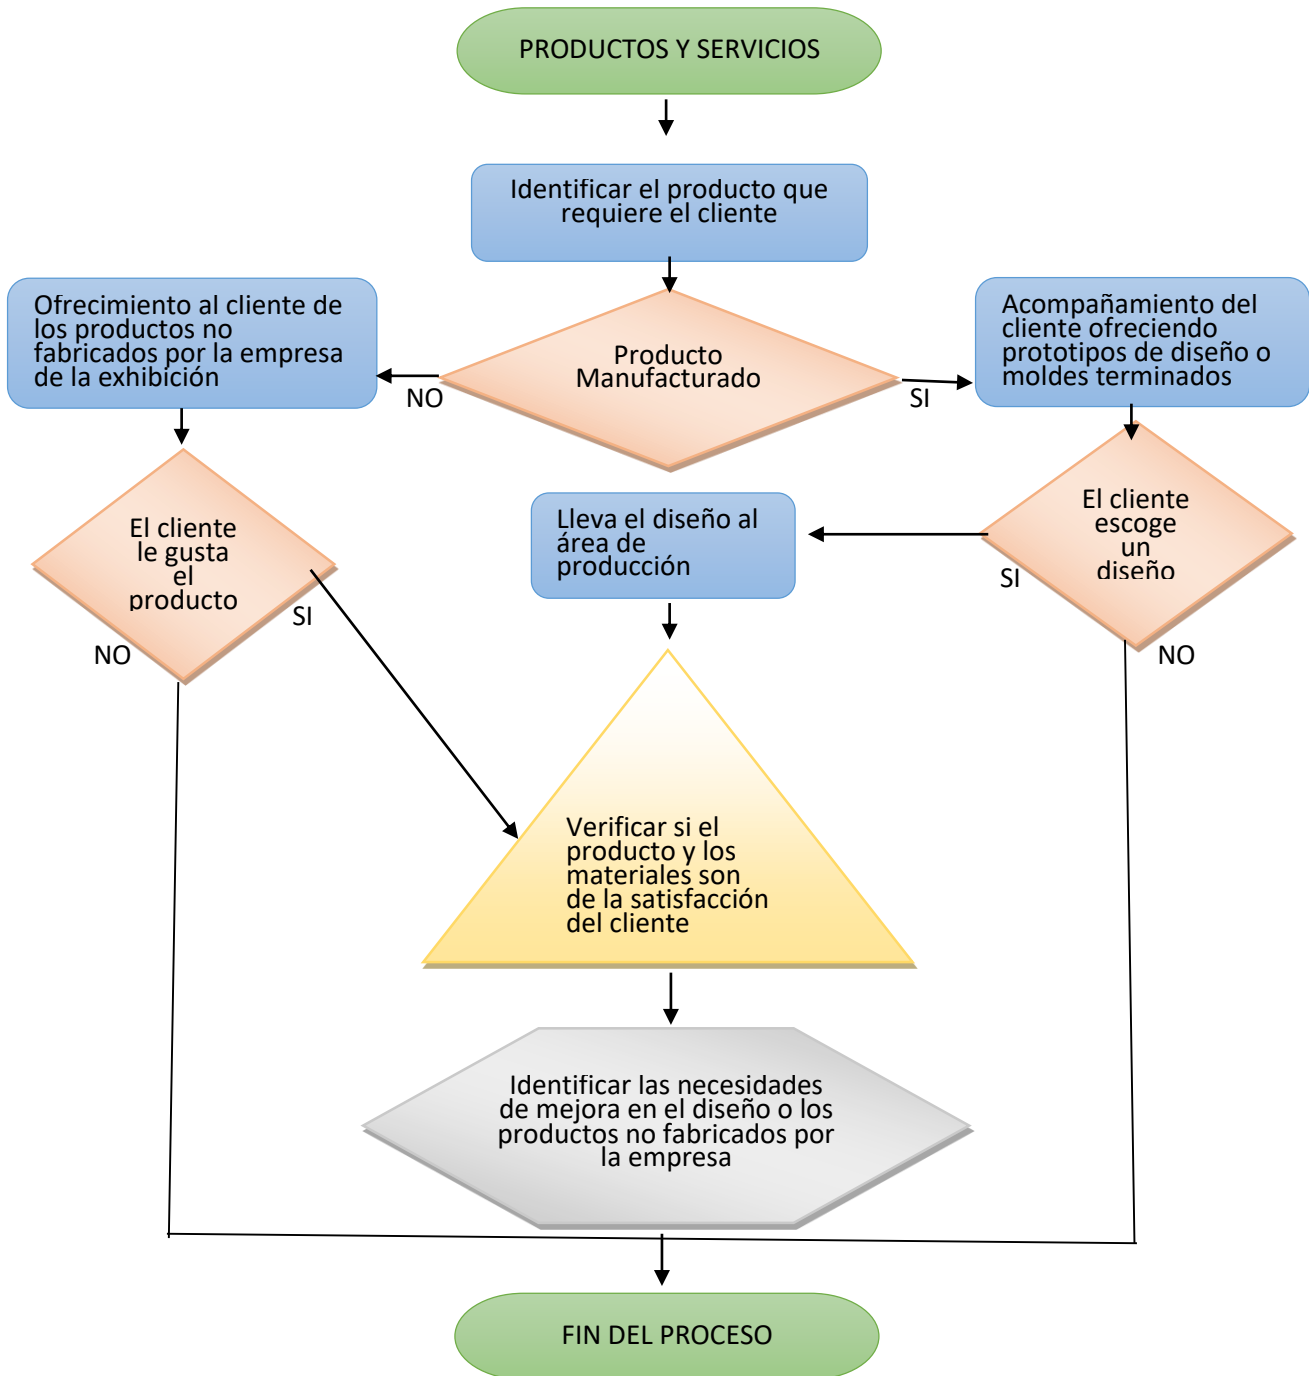 PRODUCTOS Y SERVICIOS
Identificar el producto que
requiere el cliente
Ofrecimiento al cliente de
los productos no
fabricados por la empresa
de la exhibición
Producto
Manufacturado
Acompañamiento del
cliente ofreciendo
prototipos de diseño o
moldes terminados
NO
SI
El cliente
le gusta
el
producto
Lleva el diseño al
área de
producción
El cliente
escoge
un
diseño
SI
SI
NO
NO
Verificar si el
producto y los
materiales son
de la satisfacción
del cliente
Identificar las necesidades
de mejora en el diseño o los
productos no fabricados por
la empresa
FIN DEL PROCESO